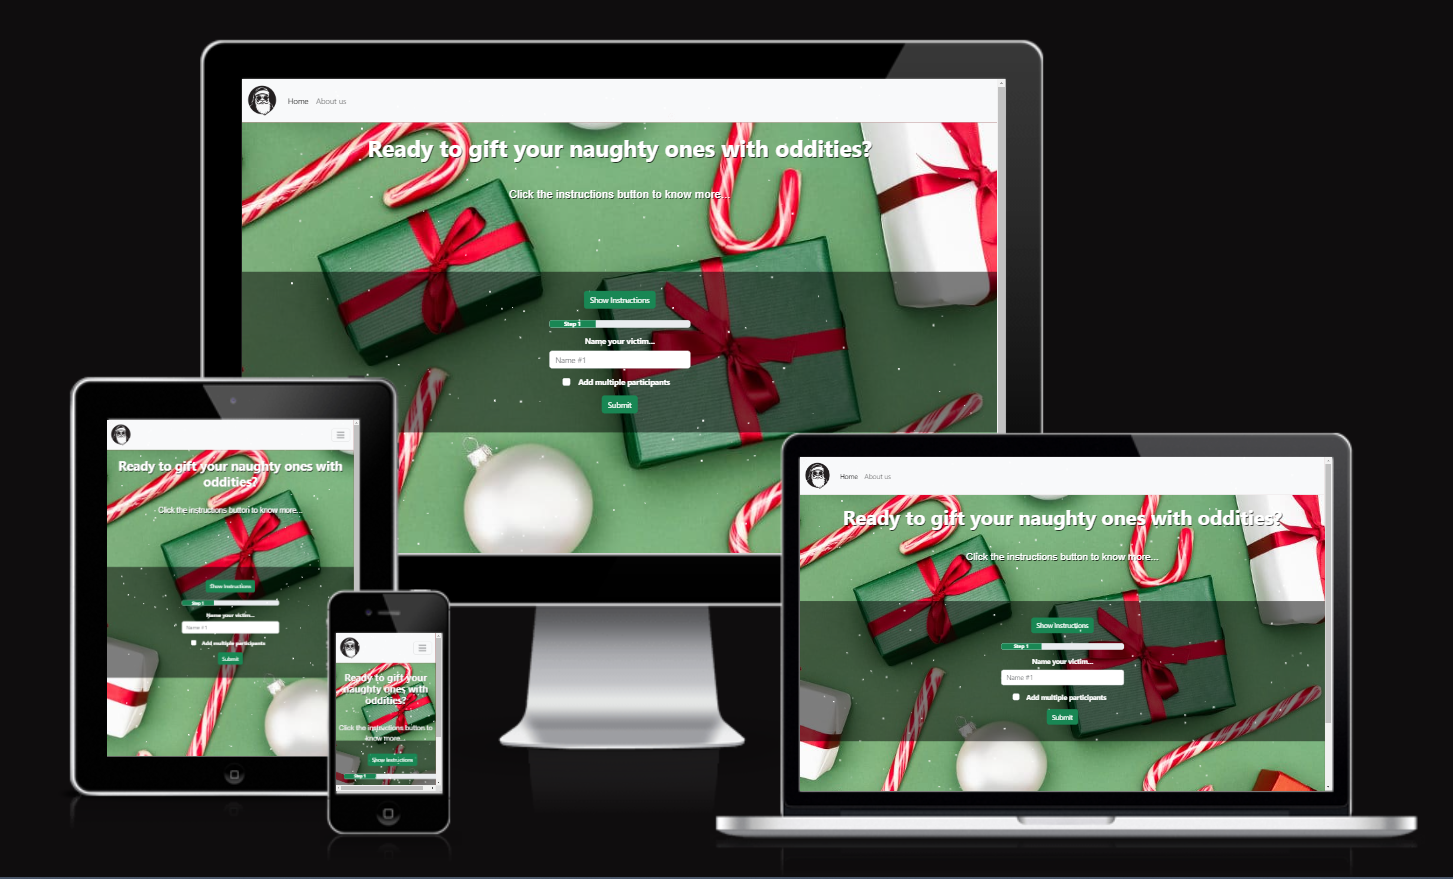 Home About us
Ready to gift your naughty ones with oddities?
Click the instructions button to know more...
Show Instructions
Step 1
Name your victim...
Name #1
Add multiple participants
Submit
Ready to gift your naughty ones with
oddities?
Click the instructions button to know more...
Show Instructions
Step 1
Name your victim...
Name #1
Add multiple participants
Submit
Ready to gift your
naughty ones with
oddities?
Click the instructions button to
know more...
Show Instructions
Step 1
Home About us
Ready to gift your naughty ones with oddities?
Click the instructions button to know more...
Show Instructions
Step 1
Name your victim...
Name #1
Add multiple participants
Submit